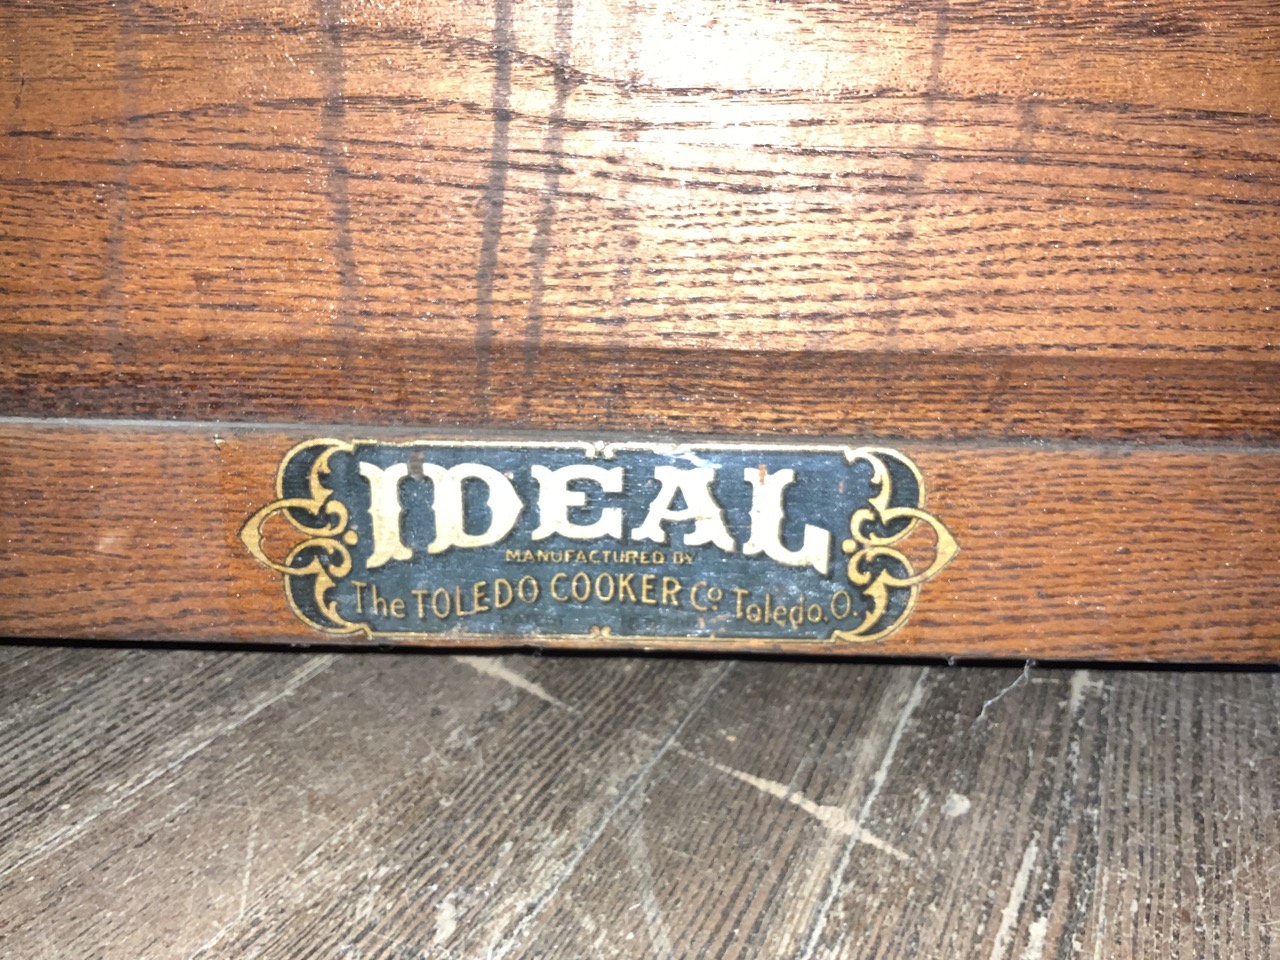 IDEAL
MANUFACTURED BY
The TOLEDO COOKER Co Toledo.O.